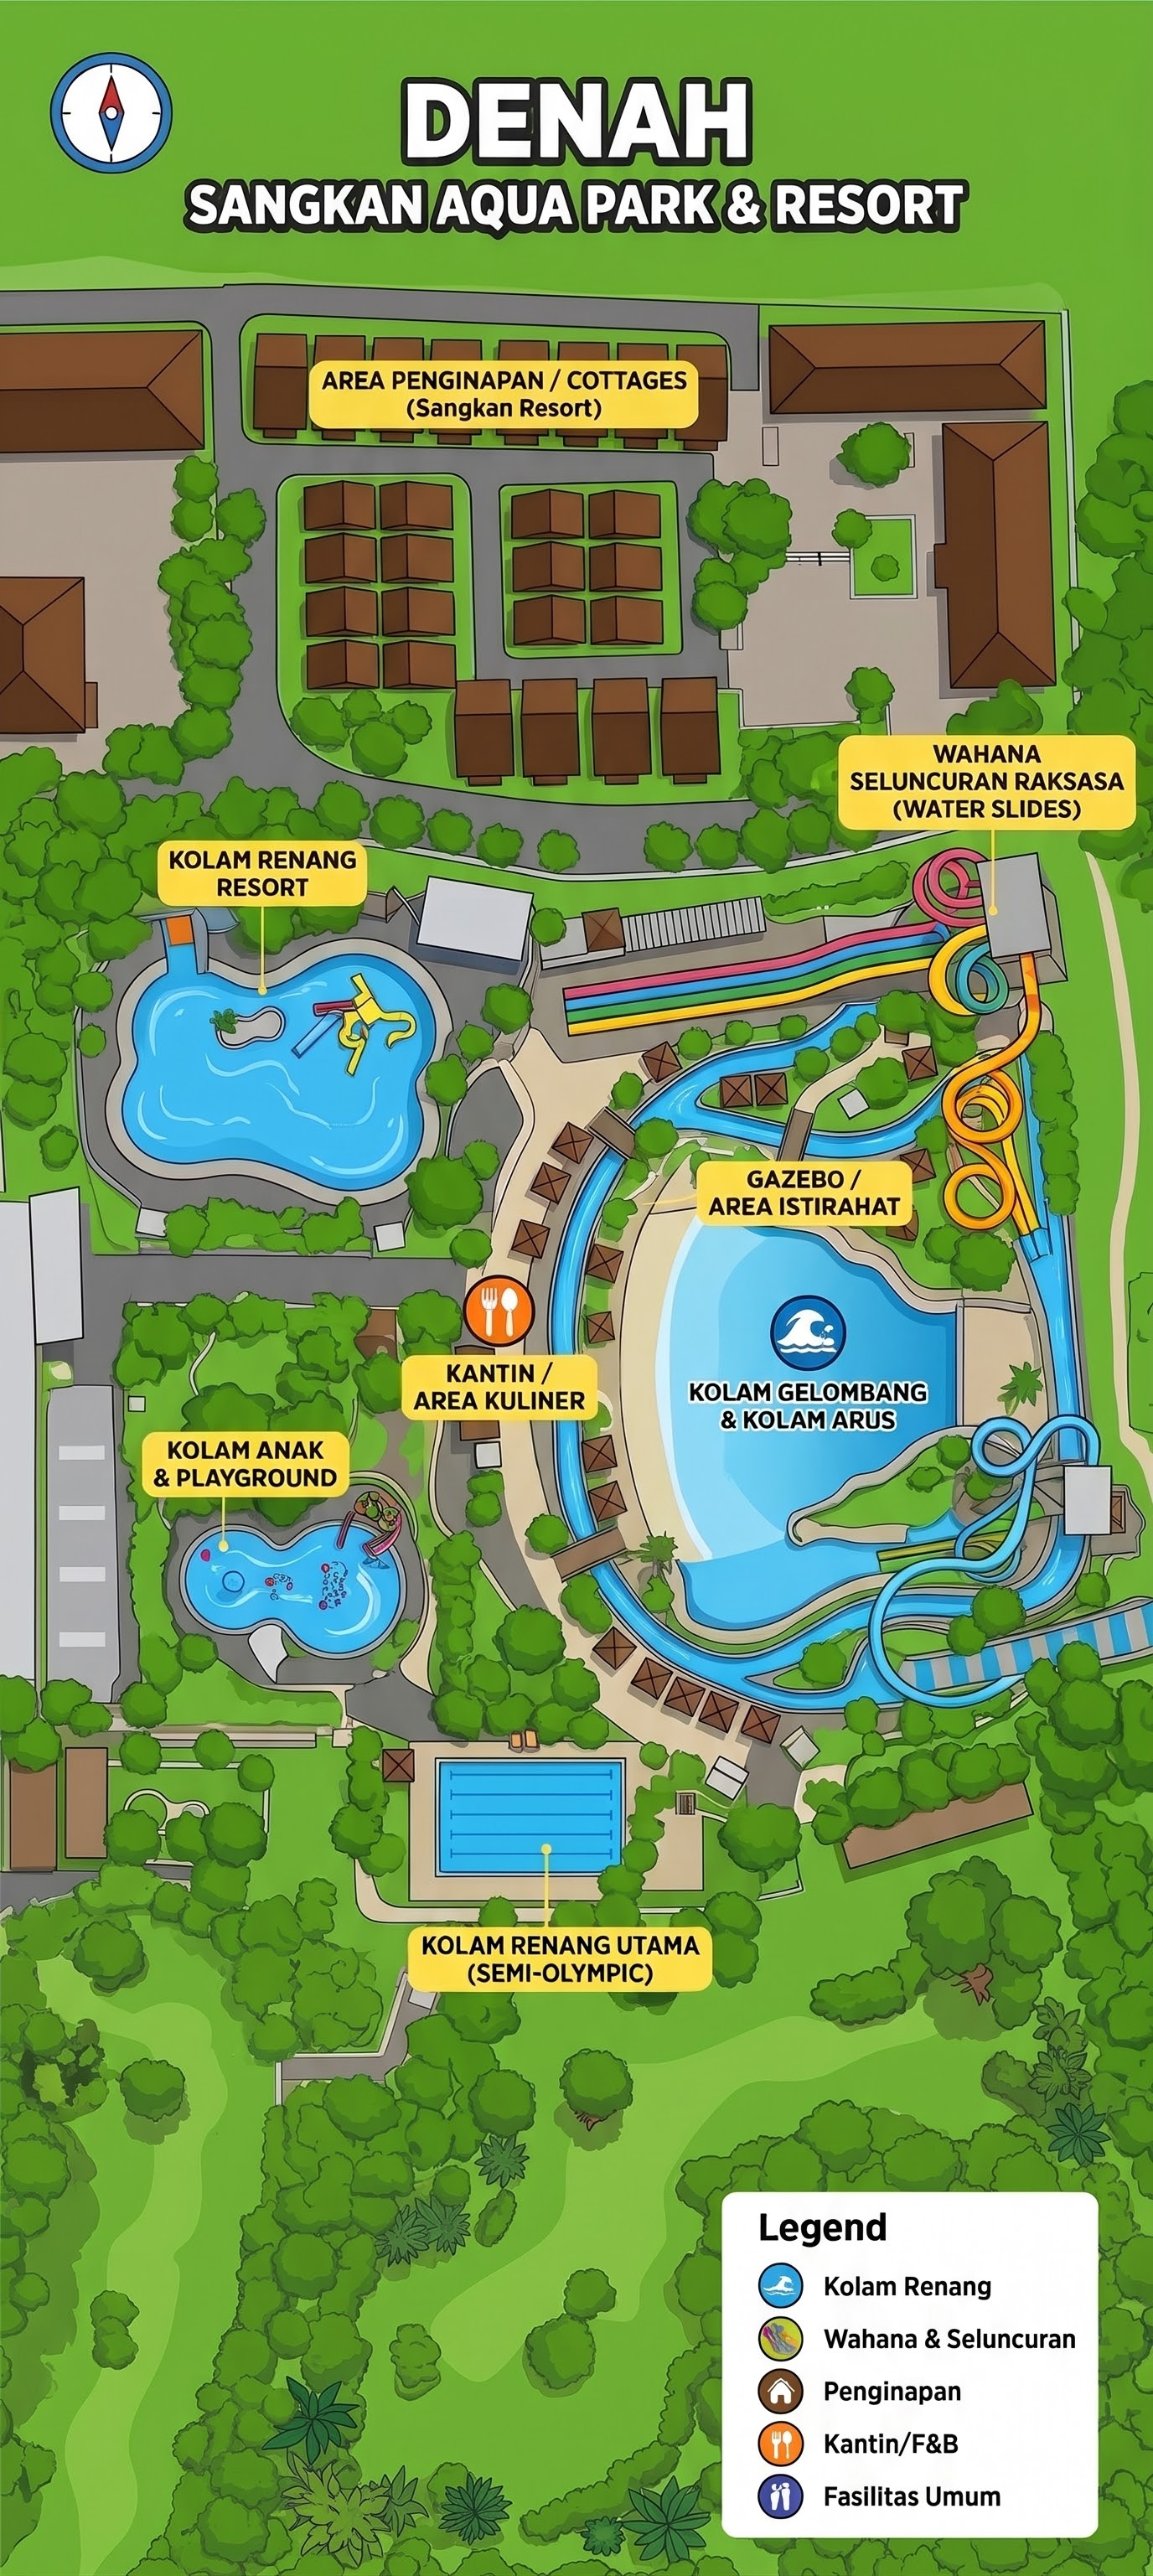 DENAH
SANGKAN AQUA PARK & RESORT
AREA PENGINAPAN / COTTAGES
(Sangkan Resort)
WAHANA
SELUNCURAN RAKSASA
(WATER SLIDES)
KOLAM RENANG
RESORT
GAZEBO /
AREA ISTIRAHAT
KANTIN /
AREA KULINER
KOLAM GELOMBANG
& KOLAM ARUS
KOLAM ANAK
& PLAYGROUND
KOLAM RENANG UTAMA
(SEMI-OLYMPIC)
Legend
Kolam Renang
Wahana & Seluncuran
Penginapan
Kantin/F&B
Fasilitas Umum